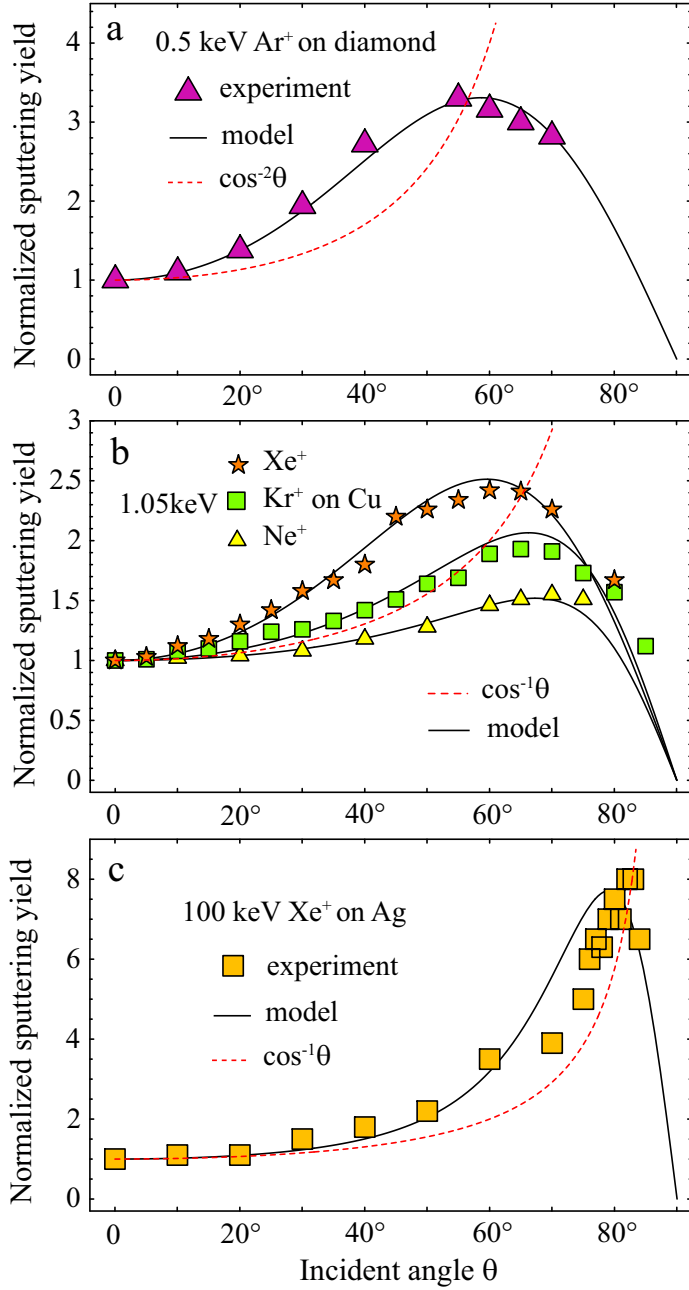 a
0.5 keV Ar⁺ on diamond
experiment
model
cos⁻²θ
Normalized sputtering yield
4
3
2
1
0
0 20° 40° 60° 80°
b
Xe⁺
1.05keV Kr⁺ on Cu
Ne⁺
cos⁻¹θ
model
Normalized sputtering yield
3
2.5
2
1.5
1
0.5
0
0 20° 40° 60° 80°
c
100 keV Xe⁺ on Ag
experiment
model
cos⁻¹θ
Normalized sputtering yield
8
6
4
2
0
0 20° 40° 60° 80°
Incident angle θ